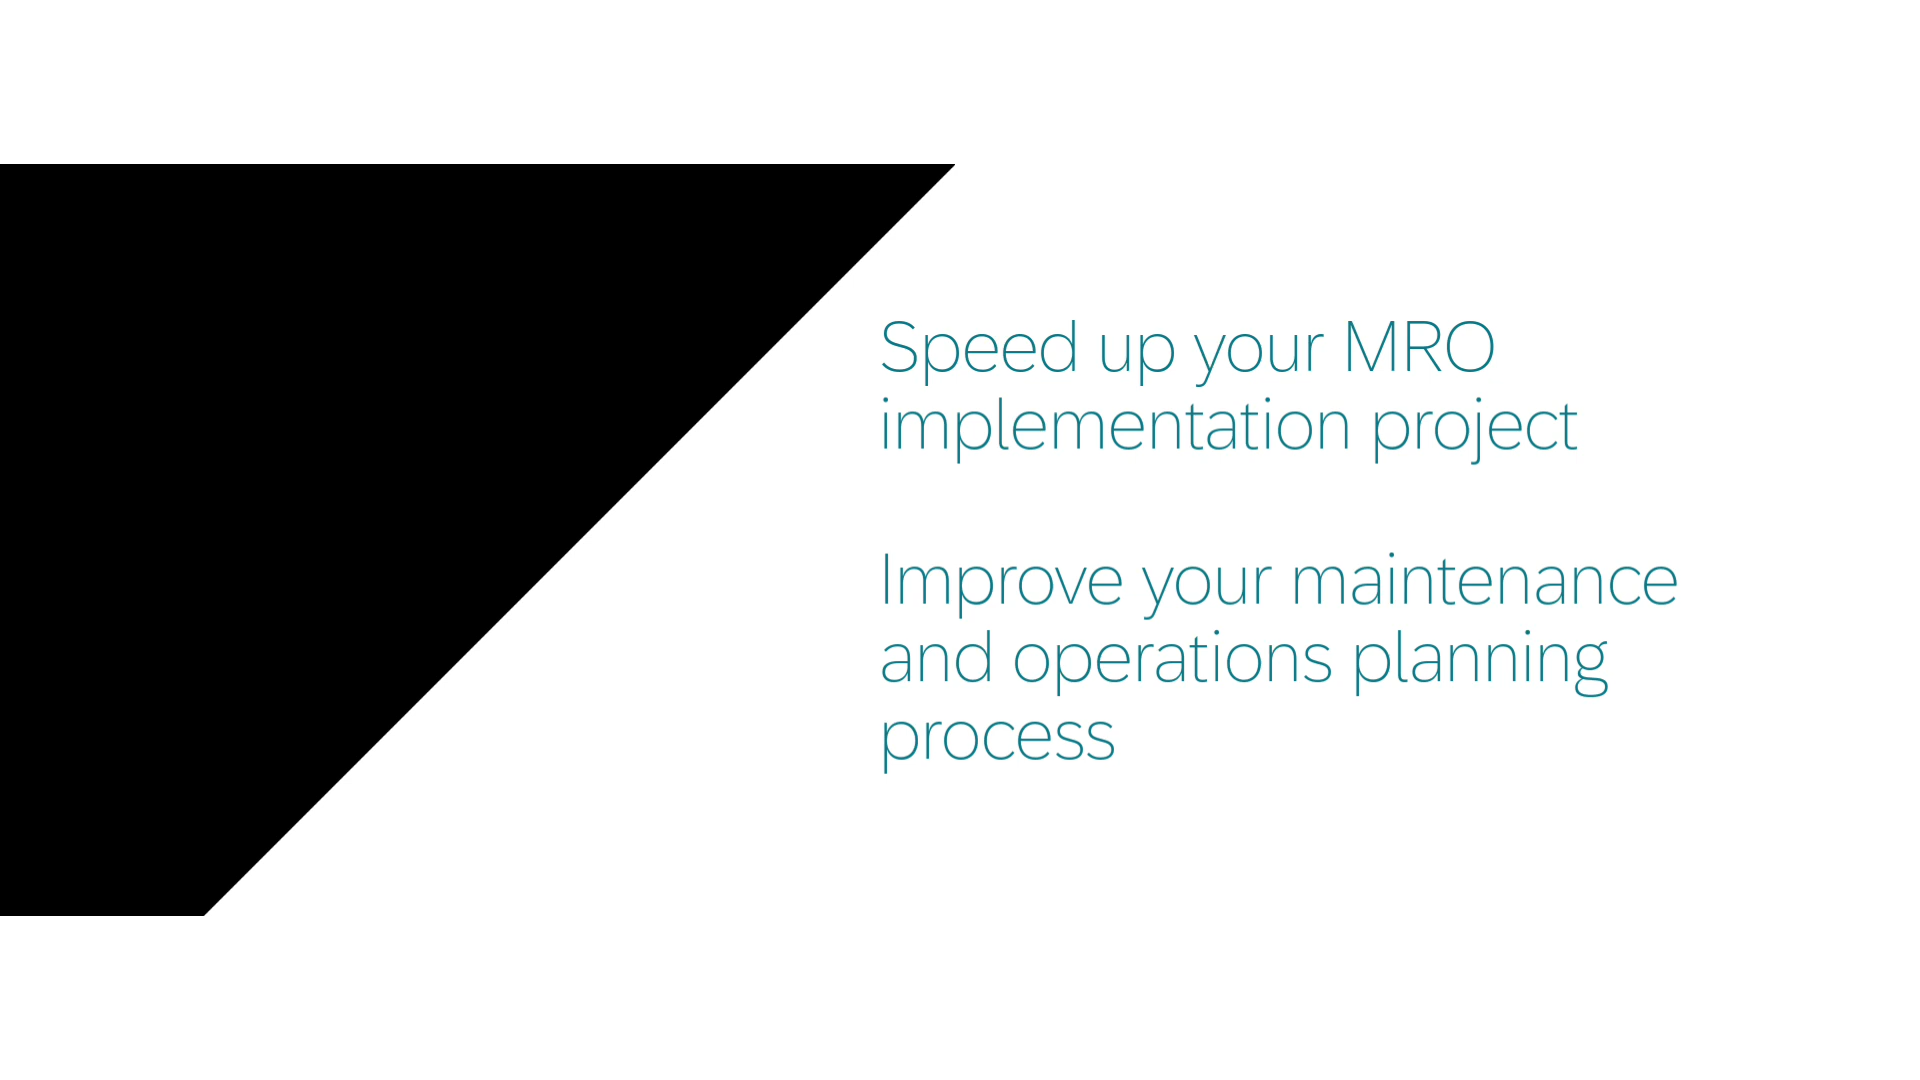 Speed up your MRO
implementation project
Improve your maintenance
and operations planning
process